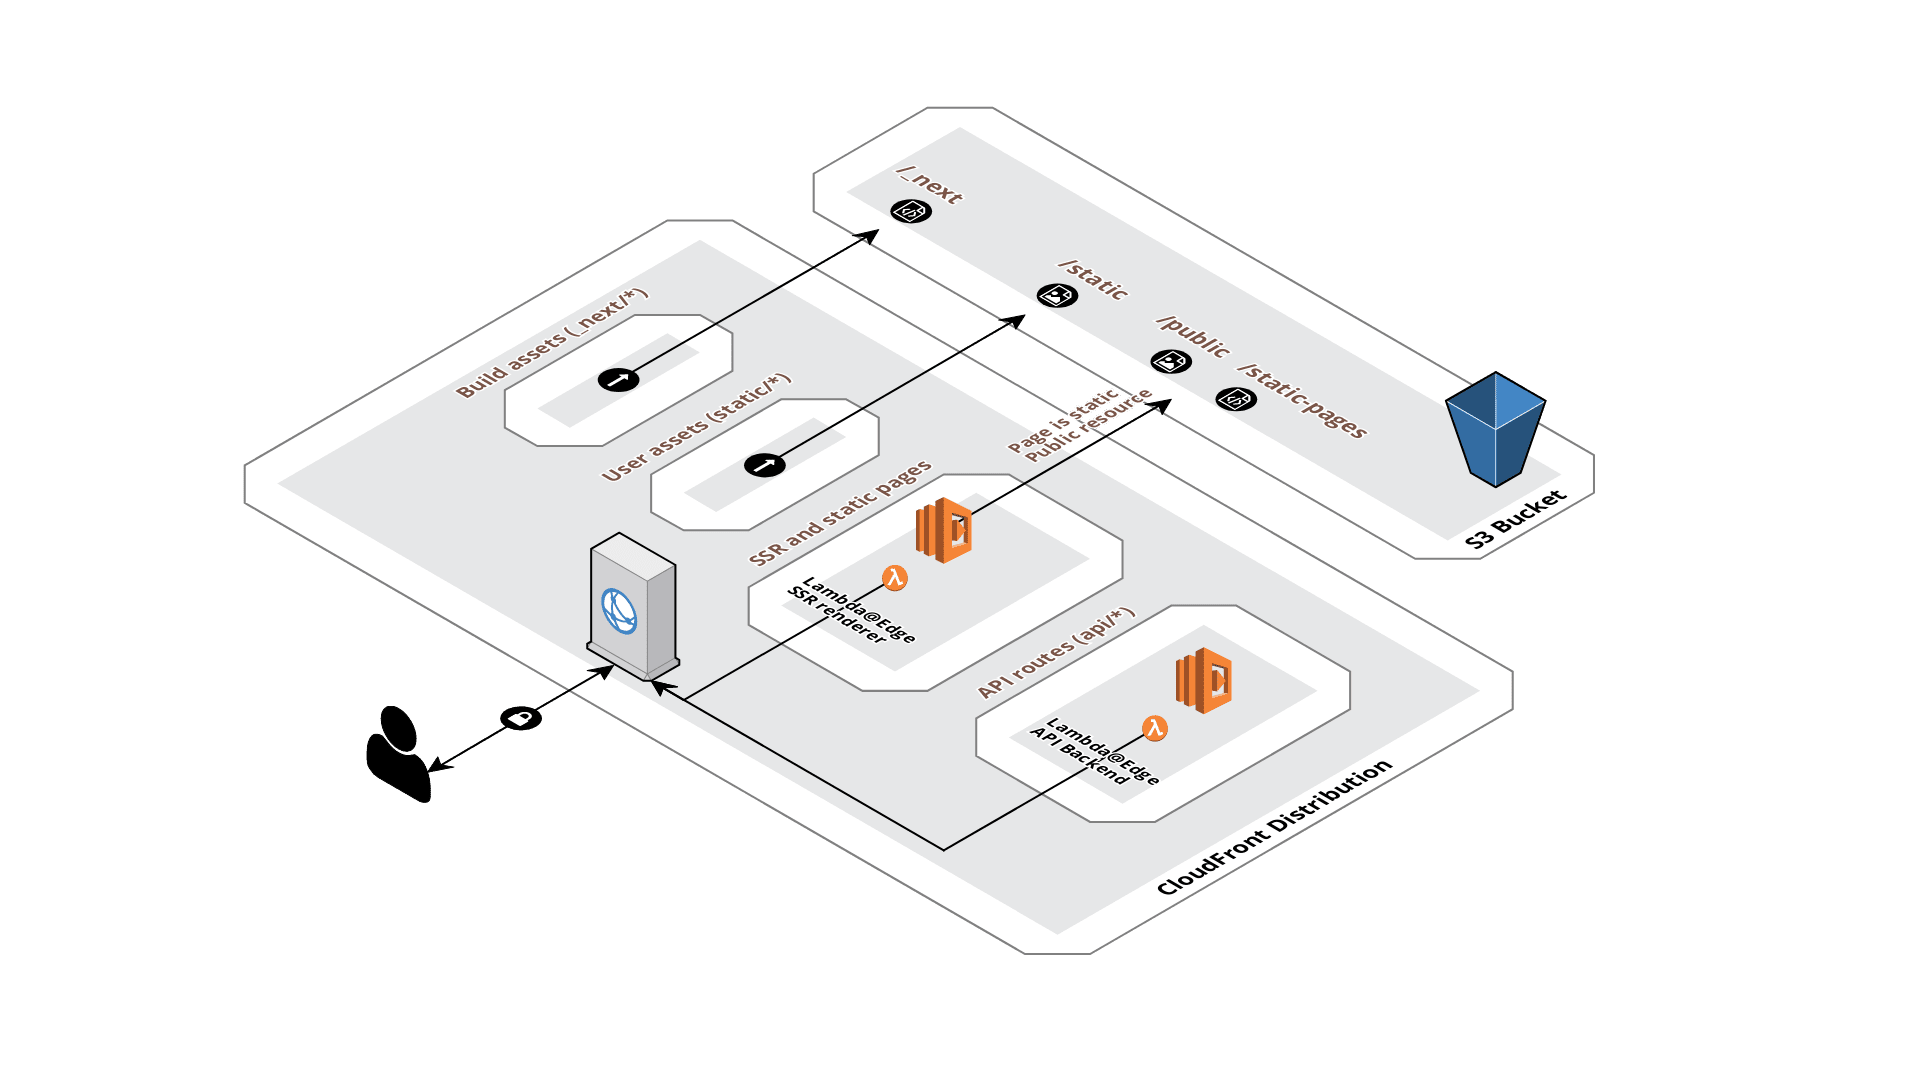 /_next
/static
/public
/static-pages
S3 Bucket
Build assets (_next/*)
User assets (static/*)
Page is static
Public resource
SSR and static pages
λ
Lambda@Edge
SSR renderer
API routes (api/*)
λ
Lambda@Edge
API Backend
CloudFront Distribution